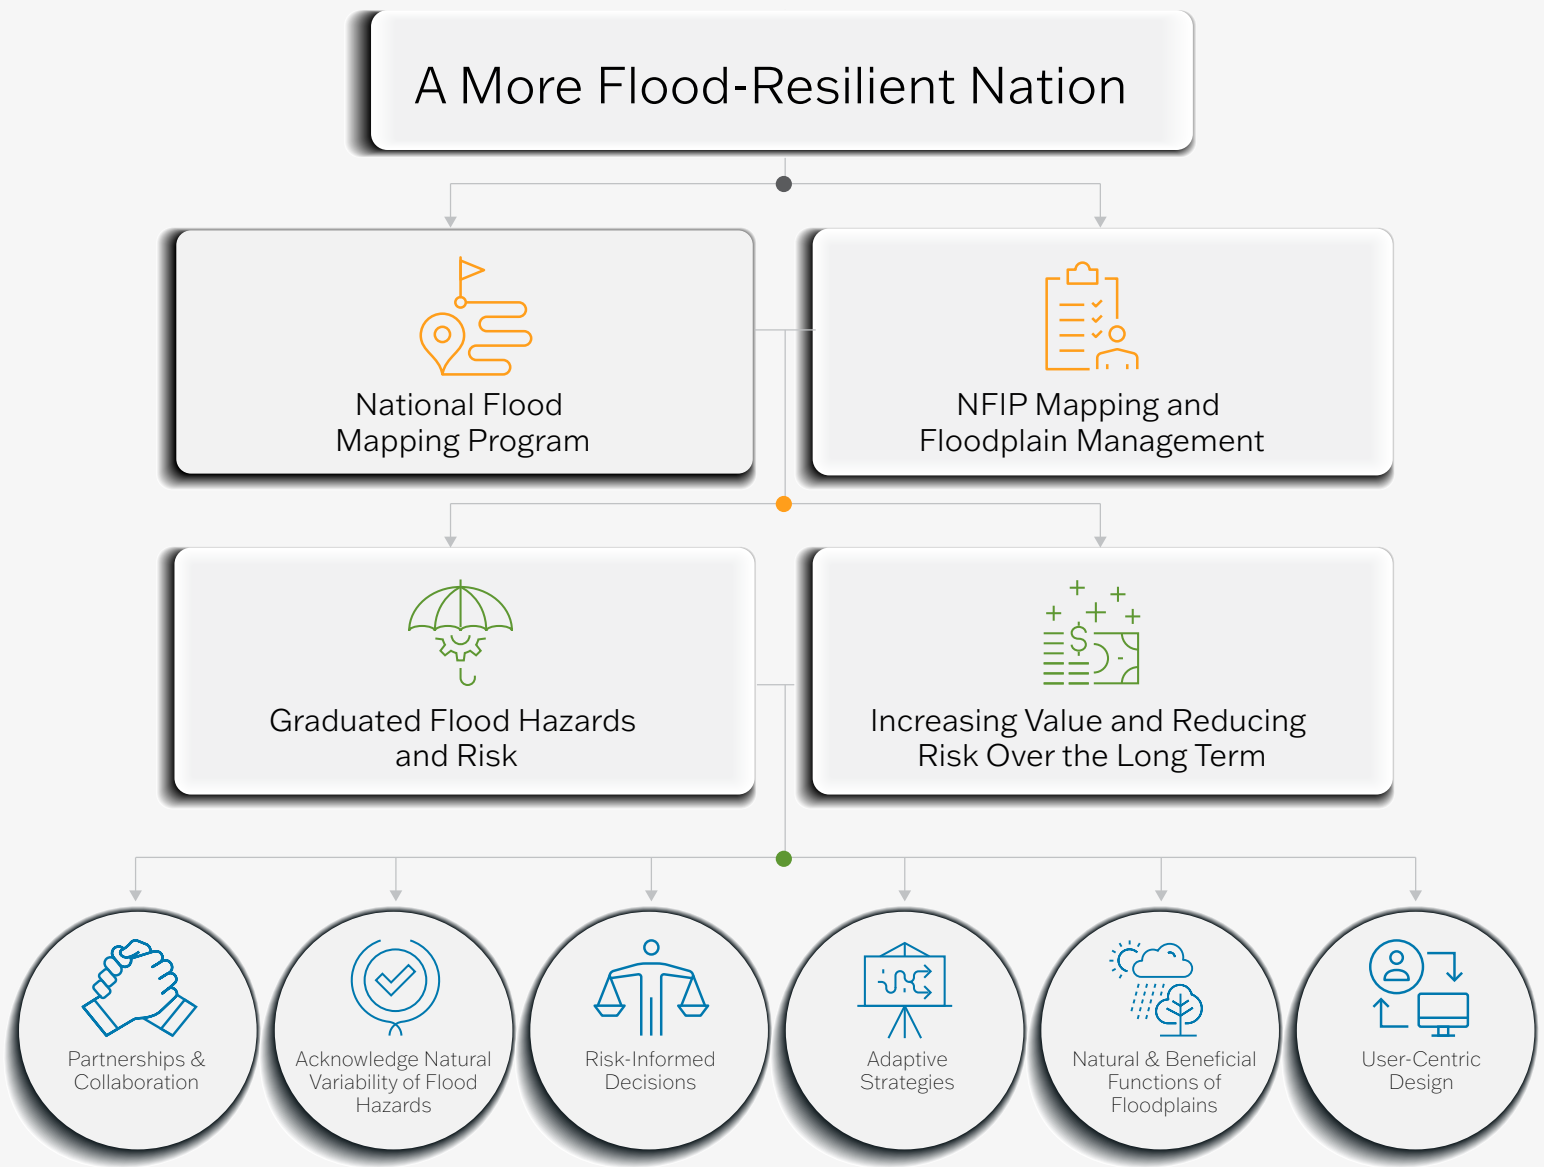 A More Flood-Resilient Nation
National Flood
Mapping Program
NFIP Mapping and
Floodplain Management
Graduated Flood Hazards
and Risk
Increasing Value and Reducing
Risk Over the Long Term
Partnerships &
Collaboration
Acknowledge Natural
Variability of Flood
Hazards
Risk-Informed
Decisions
Adaptive
Strategies
Natural & Beneficial
Functions of
Floodplains
User-Centric
Design